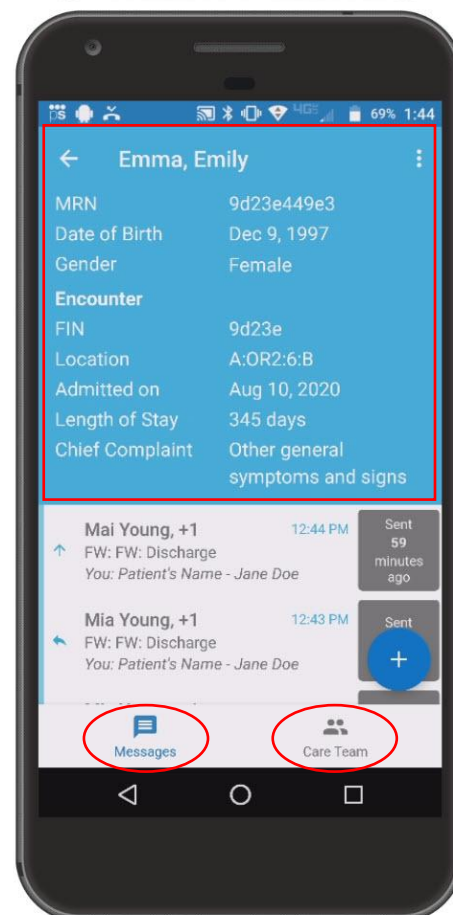 ps 4G 69% 1:44
Emma, Emily
MRN 9d23e449e3
Date of Birth Dec 9, 1997
Gender Female
Encounter
FIN 9d23e
Location A:OR2:6:B
Admitted on Aug 10, 2020
Length of Stay 345 days
Chief Complaint Other general
symptoms and signs
Mai Young, +1 12:44 PM Sent
FW: FW: Discharge 59
You: Patient's Name - Jane Doe minutes
ago
Mia Young, +1 12:43 PM Sent
FW: FW: Discharge
You: Patient's Name - Jane Doe
Messages Care Team